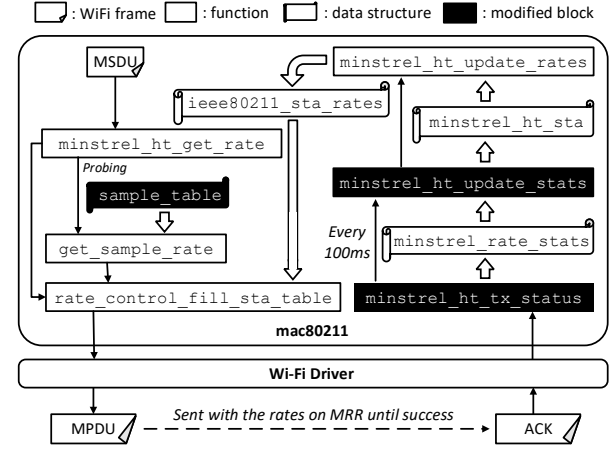 : WiFi frame : function : data structure : modified block
MSDU
minstrel_ht_update_rates
ieee80211_sta_rates
minstrel_ht_get_rate
minstrel_ht_sta
Probing
sample_table
minstrel_ht_update_stats
Every
100ms
get_sample_rate
minstrel_rate_stats
rate_control_fill_sta_table
minstrel_ht_tx_status
mac80211
Wi-Fi Driver
MPDU
Sent with the rates on MRR until success
ACK